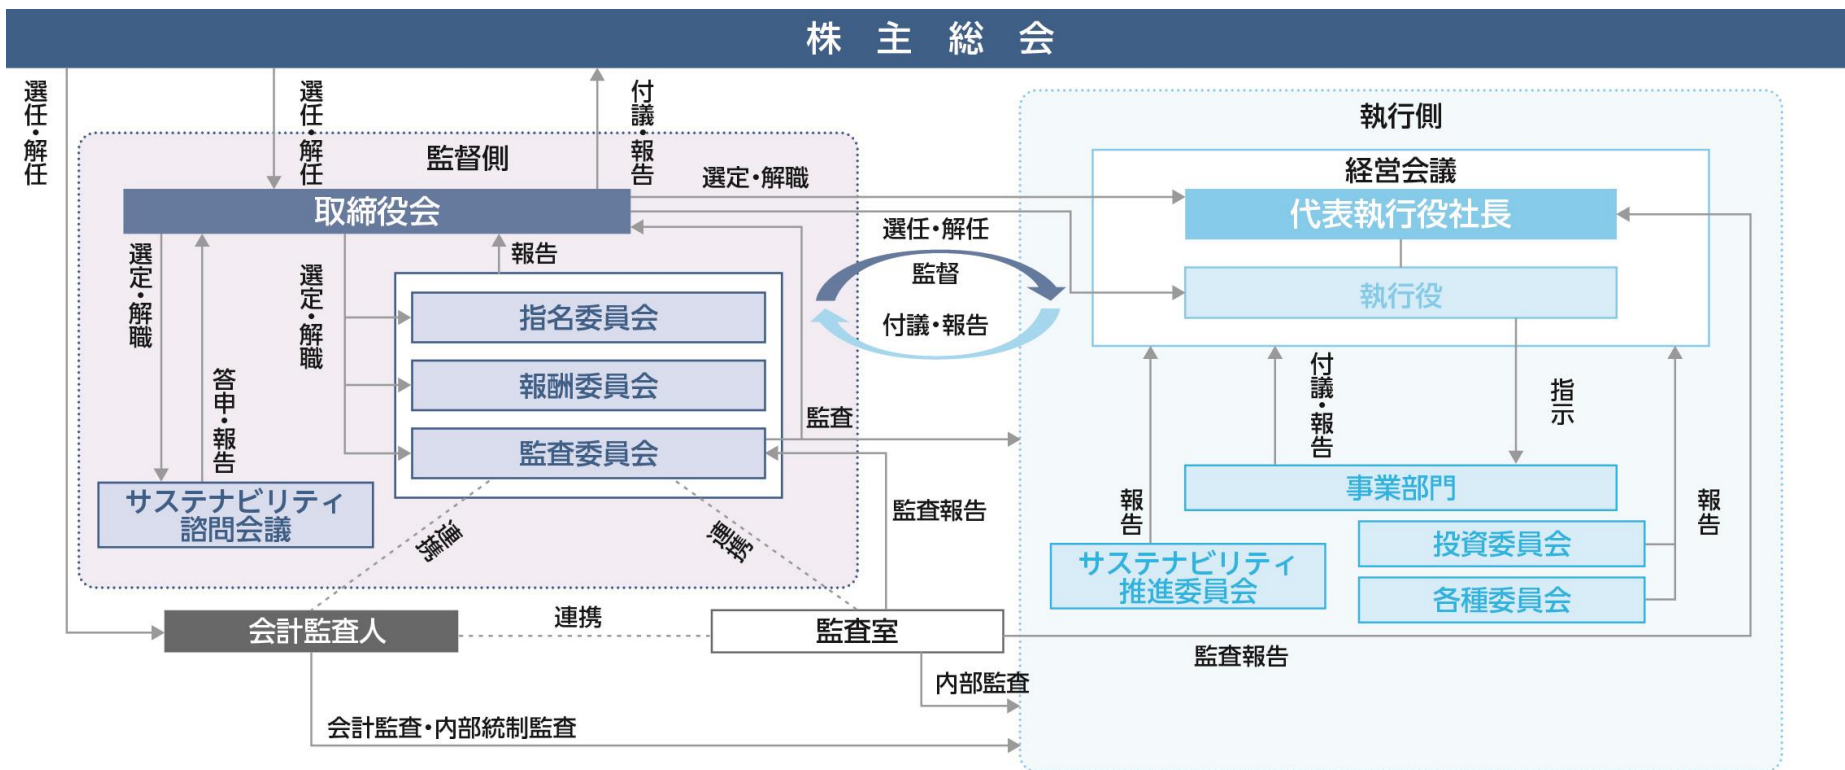 株主総会
選任・解任
選任・解任
付議・報告
監督側
取締役会
選定・解職
選任・解任
監督
付議・報告
選定・解職
答申・報告
選定・解職
報告
指名委員会
報酬委員会
監査委員会
サステナビリティ
諮問会議
監査
監査報告
連携
連携
会計監査人
連携
監査室
内部監査
会計監査・内部統制監査
監査報告
執行側
経営会議
代表執行役社長
執行役
付議・報告
指示
報告
事業部門
サステナビリティ
推進委員会
投資委員会
各種委員会
報告